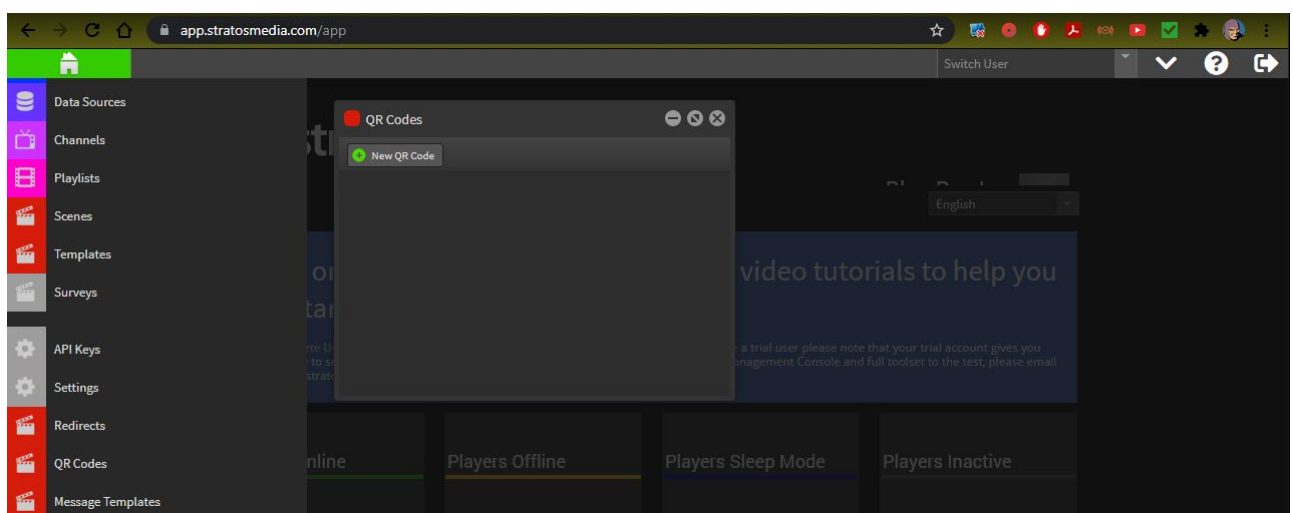 app.stratosmedia.com/app
Switch User
Data Sources
Channels
Playlists
Scenes
Templates
Surveys
API Keys
Settings
Redirects
QR Codes
Message Templates
QR Codes
New QR Code
English
video tutorials to help you
a trial user please note that your trial account gives you
Management Console and full toolset to the test, please email
Players Offline
Players Sleep Mode
Players Inactive